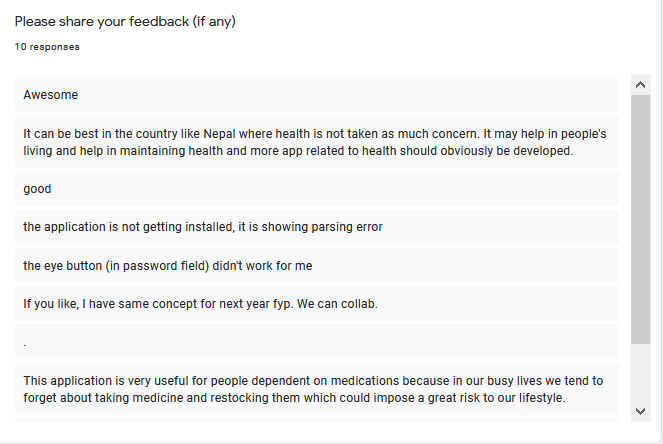 Please share your feedback (if any)
10 responses
Awesome
It can be best in the country like Nepal where health is not taken as much concern. It may help in people's
living and help in maintaining health and more app related to health should obviously be developed.
good
the application is not getting installed, it is showing parsing error
the eye button (in password field) didn't work for me
If you like, I have same concept for next year fyp. We can collab.
.
This application is very useful for people dependent on medications because in our busy lives we tend to
forget about taking medicine and restocking them which could impose a great risk to our lifestyle.